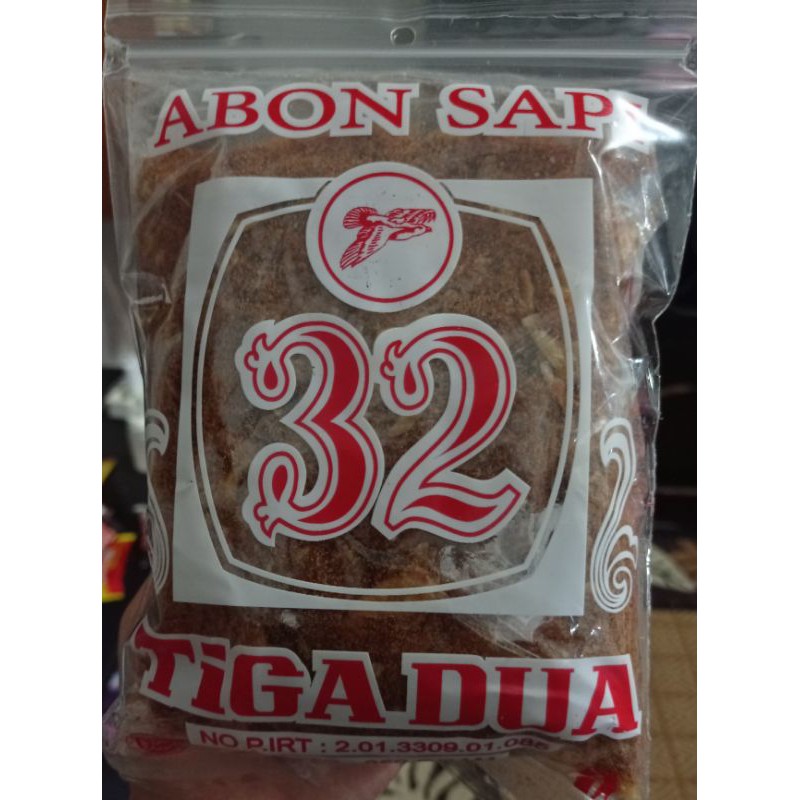 ABON SAPI
32
TiGA DUA
NO P.IRT : 2.01.3309.01.085